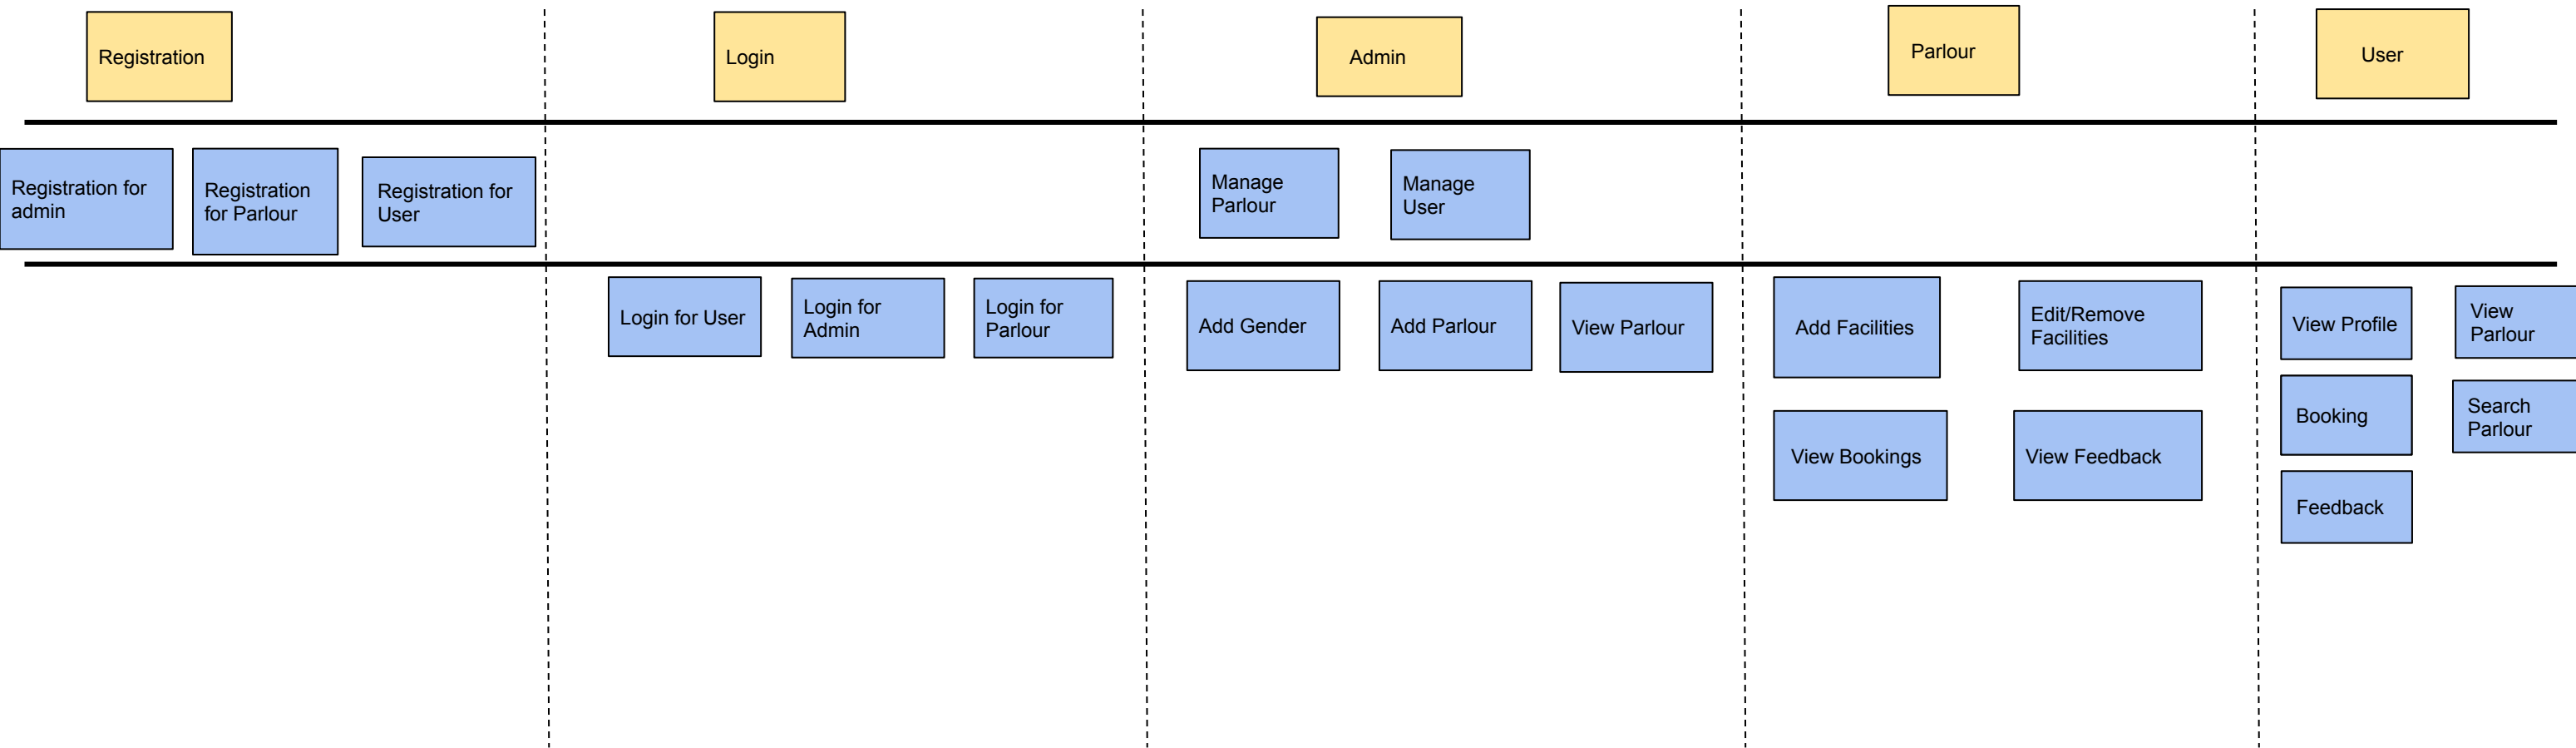 Registration
Login
Admin
Parlour
User
Registration for
admin
Registration
for Parlour
Registration for
User
Manage
Parlour
Manage
User
Login for User
Login for
Admin
Login for
Parlour
Add Gender
Add Parlour
View Parlour
Add Facilities
Edit/Remove
Facilities
View Profile
View
Parlour
View Bookings
View Feedback
Booking
Search
Parlour
Feedback